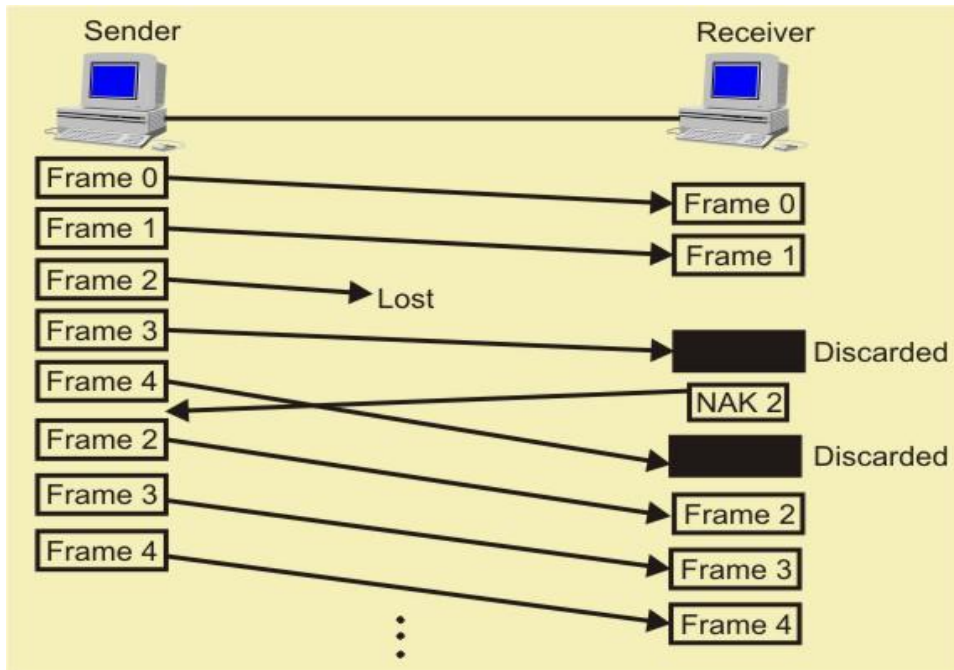 Sender
Receiver
Frame 0
Frame 0
Frame 1
Frame 1
Frame 2
Lost
Frame 3
Discarded
Frame 4
NAK 2
Frame 2
Discarded
Frame 3
Frame 2
Frame 4
Frame 3
Frame 4